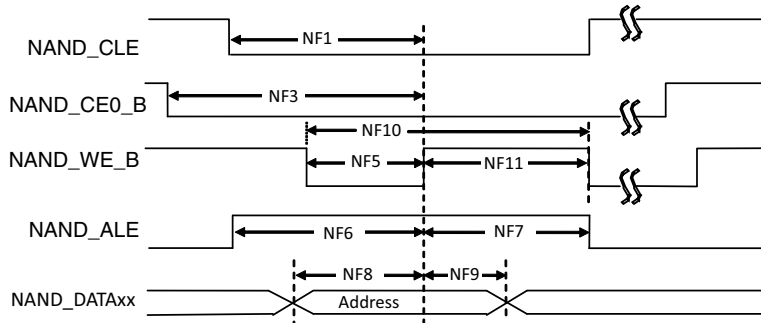 NF1
NAND_CLE
NF3
NAND_CE0_B
NF10
NAND_WE_B
NF5
NF11
NAND_ALE
NF6
NF7
NF8
NF9
NAND_DATAxx
Address